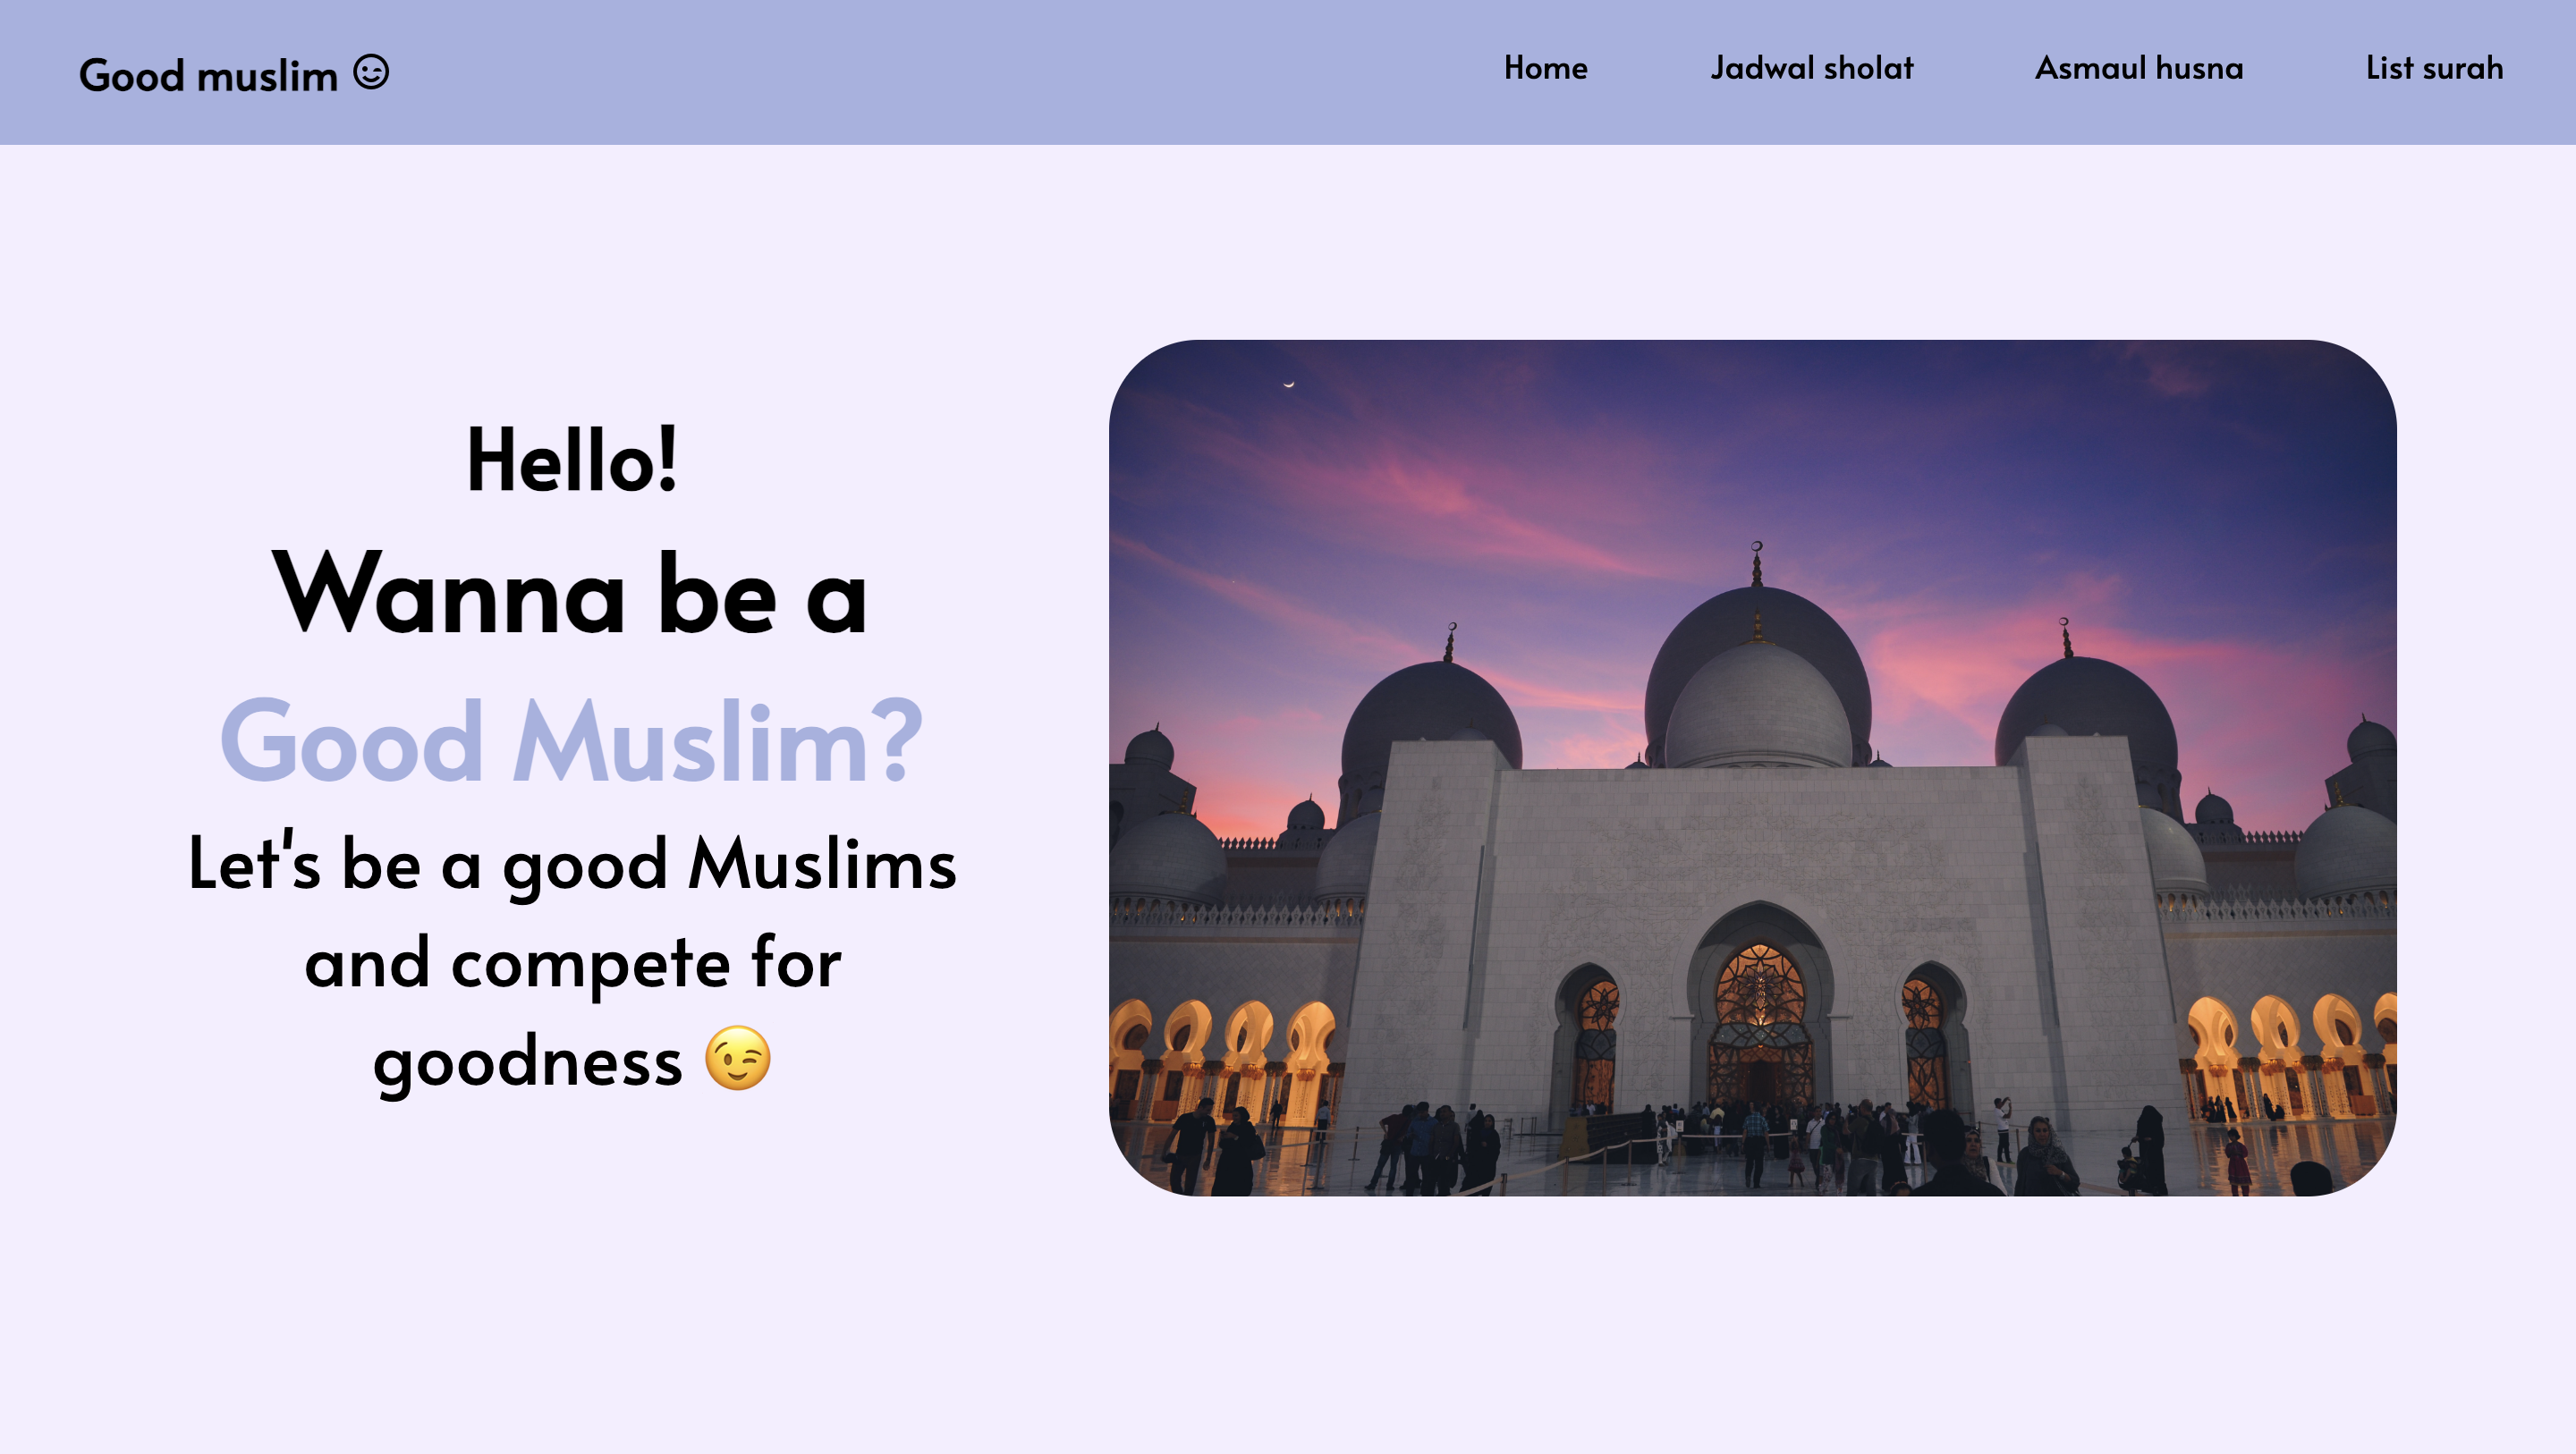 Good muslim
Home
Jadwal sholat
Asmaul husna
List surah
Hello!
Wanna be a
Good Muslim?
Let's be a good Muslims
and compete for
goodness 😉